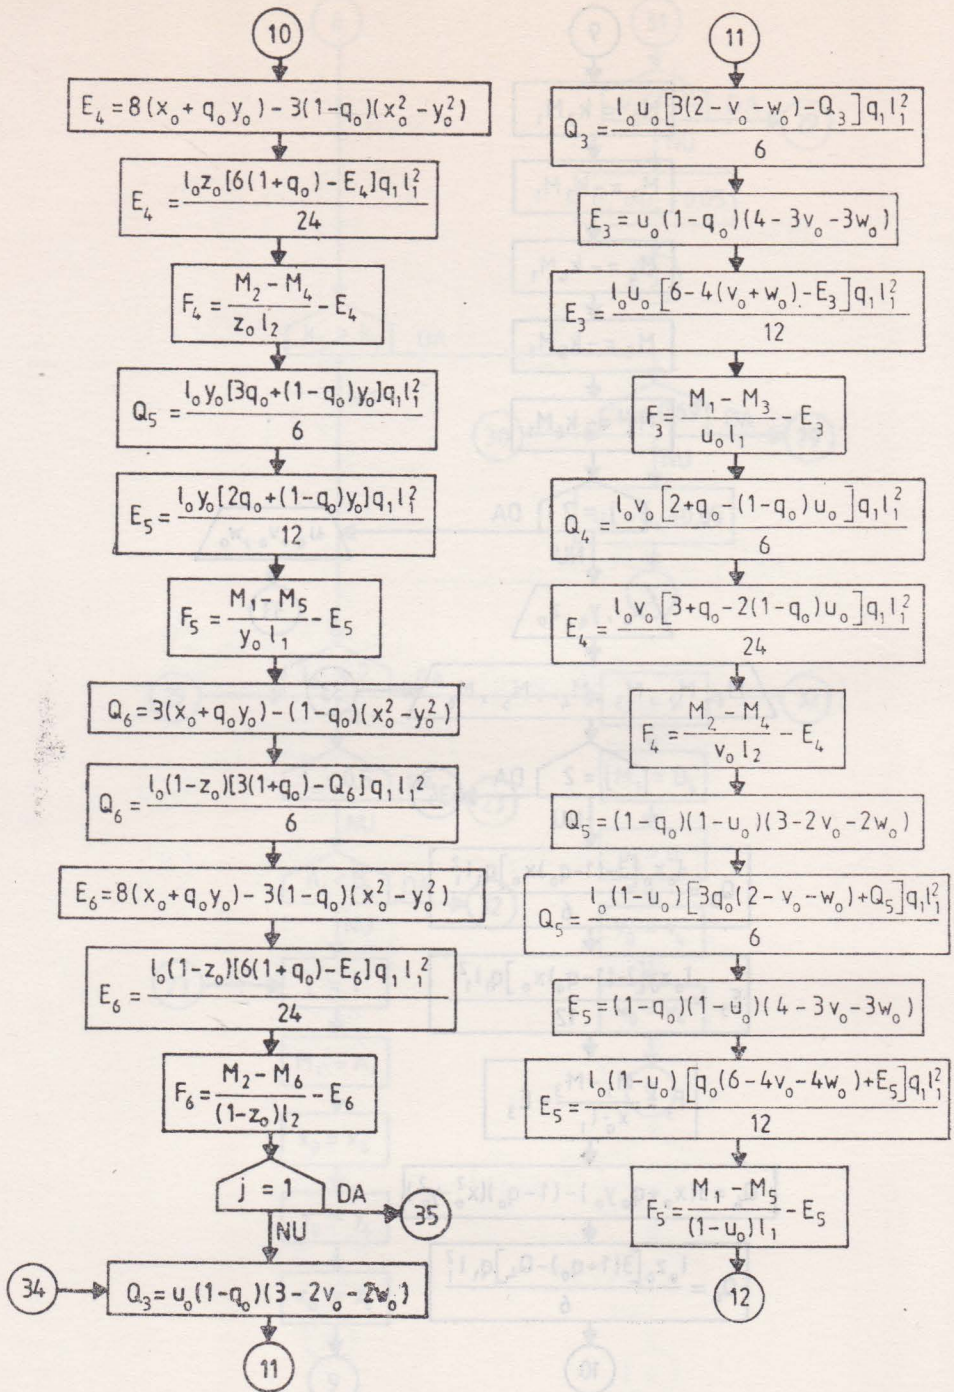 10
E₄ = 8(x₀ + q₀y₀) − 3(1−q₀)(x₀² − y₀²)
E₄ = l₀z₀[6(1+q₀) − E₄]q₁l₁² / 24
F₄ = (M₂ − M₄) / (z₀l₂) − E₄
Q₅ = l₀y₀[3q₀+(1−q₀)y₀]q₁l₁² / 6
E₅ = l₀y₀[2q₀+(1−q₀)y₀]q₁l₁² / 12
F₅ = (M₁ − M₅) / (y₀l₁) − E₅
Q₆ = 3(x₀+q₀y₀) − (1−q₀)(x₀²−y₀²)
Q₆ = l₀(1−z₀)[3(1+q₀) − Q₆]q₁l₁² / 6
E₆ = 8(x₀+q₀y₀) − 3(1−q₀)(x₀²−y₀²)
E₆ = l₀(1−z₀)[6(1+q₀)−E₆]q₁l₁² / 24
F₆ = (M₂ − M₆) / ((1−z₀)l₂) − E₆
j = 1
DA
35
NU
34
Q₃ = u₀(1−q₀)(3−2v₀−2w₀)
11
11
Q₃ = l₀u₀[3(2−v₀−w₀)−Q₃]q₁l₁² / 6
E₃ = u₀(1−q₀)(4−3v₀−3w₀)
E₃ = l₀u₀[6−4(v₀+w₀)−E₃]q₁l₁² / 12
F₃ = (M₁ − M₃) / (u₀l₁) − E₃
Q₄ = l₀v₀[2+q₀−(1−q₀)u₀]q₁l₁² / 6
E₄ = l₀v₀[3+q₀−2(1−q₀)u₀]q₁l₁² / 24
F₄ = (M₂ − M₄) / (v₀l₂) − E₄
Q₅ = (1−q₀)(1−u₀)(3−2v₀−2w₀)
Q₅ = l₀(1−u₀)[3q₀(2−v₀−w₀)+Q₅]q₁l₁² / 6
E₅ = (1−q₀)(1−u₀)(4−3v₀−3w₀)
E₅ = l₀(1−u₀)[q₀(6−4v₀−4w₀)+E₅]q₁l₁² / 12
F₅ = (M₁ − M₅) / ((1−u₀)l₁) − E₅
12